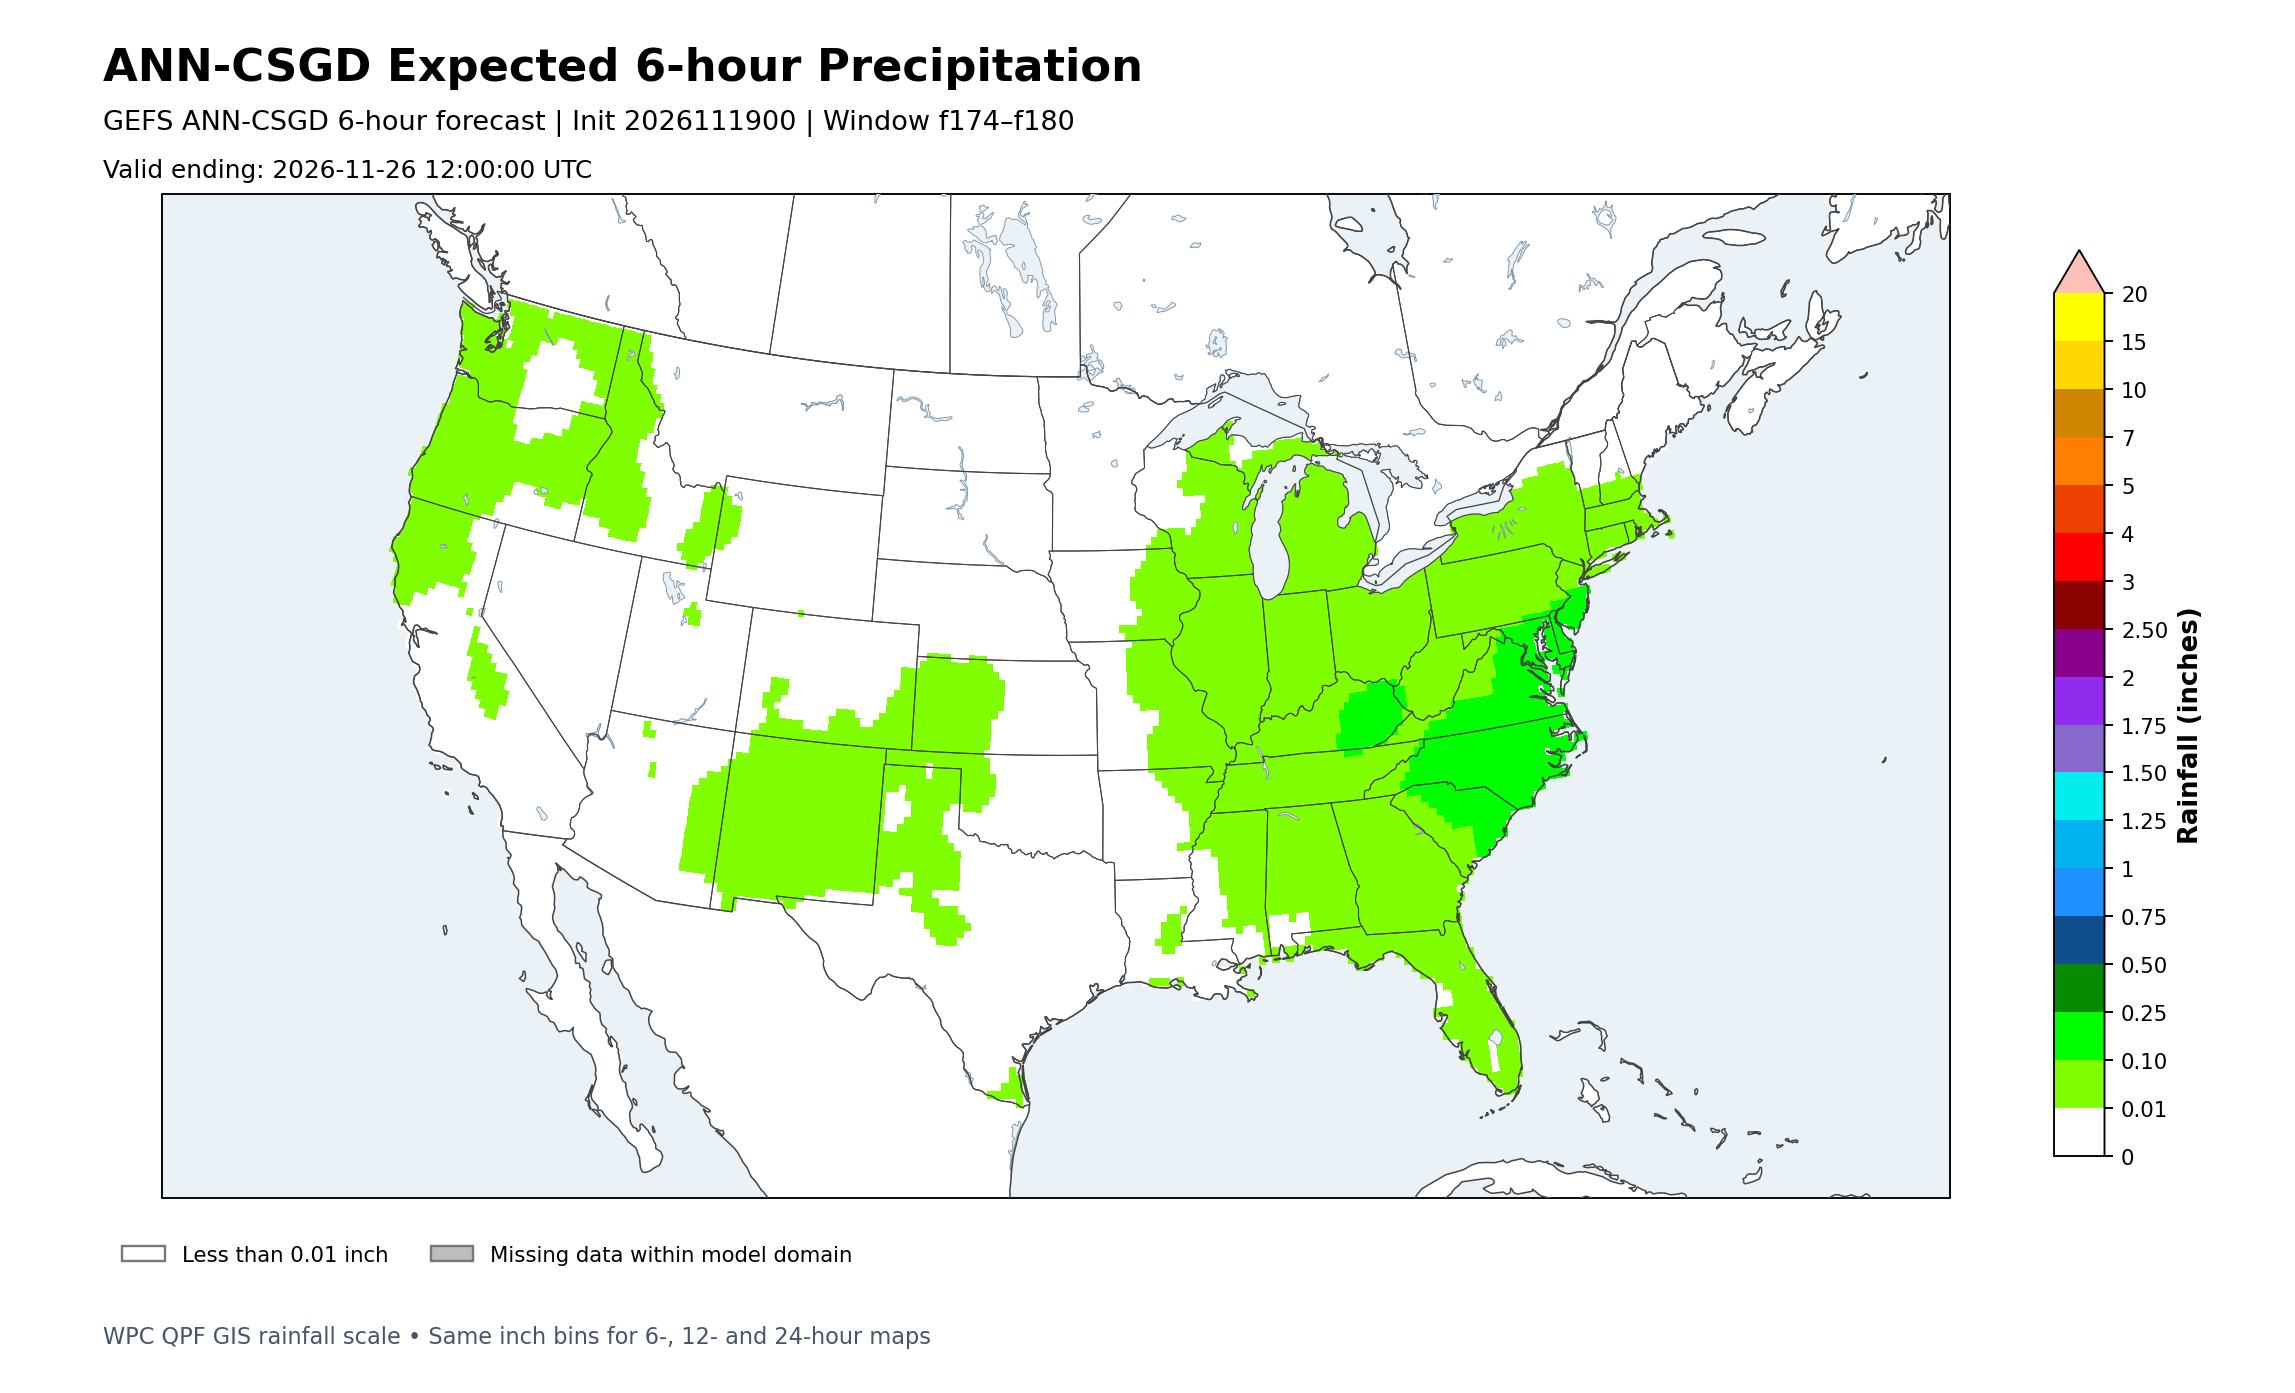 ANN-CSGD Expected 6-hour Precipitation
GEFS ANN-CSGD 6-hour forecast | Init 2026111900 | Window f174–f180
Valid ending: 2026-11-26 12:00:00 UTC
20
15
10
7
5
4
3
2.50
2
1.75
1.50
1.25
1
0.75
0.50
0.25
0.10
0.01
0
Rainfall (inches)
Less than 0.01 inch
Missing data within model domain
WPC QPF GIS rainfall scale • Same inch bins for 6-, 12- and 24-hour maps